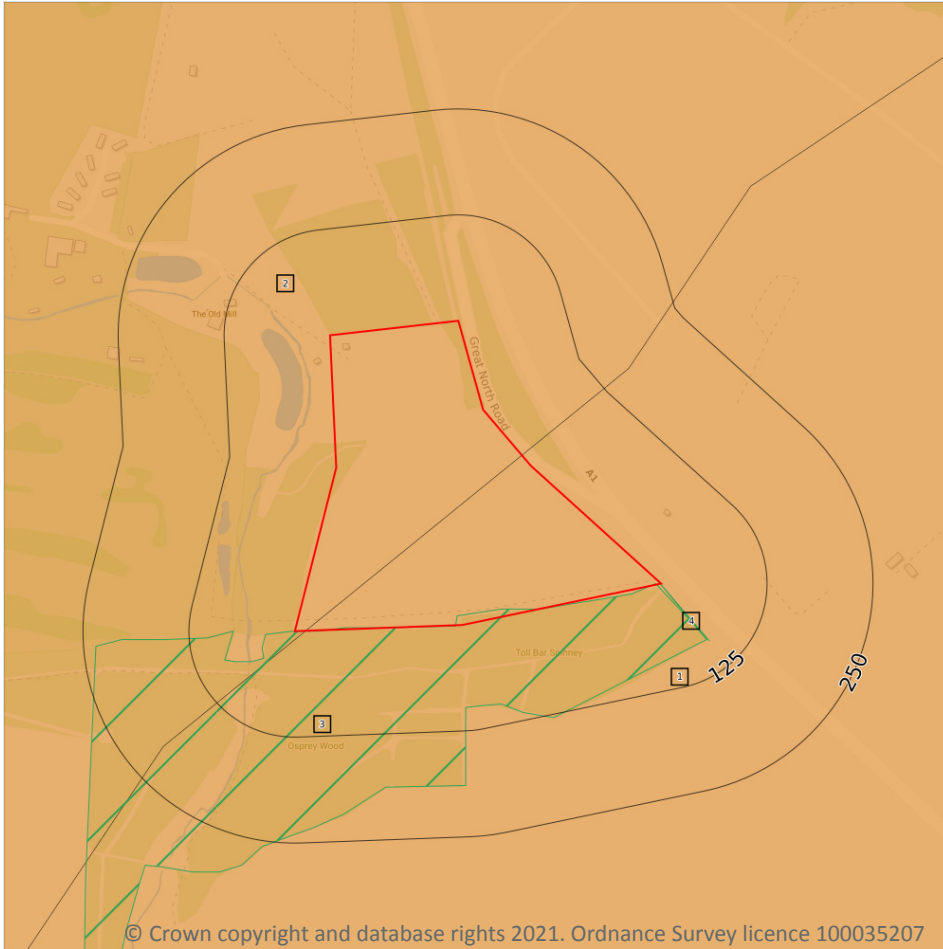 2
The Old Mill
Great North Road
A1
4
Toll Bar Spinney
1
125
250
3
Osprey Wood
© Crown copyright and database rights 2021. Ordnance Survey licence 100035207